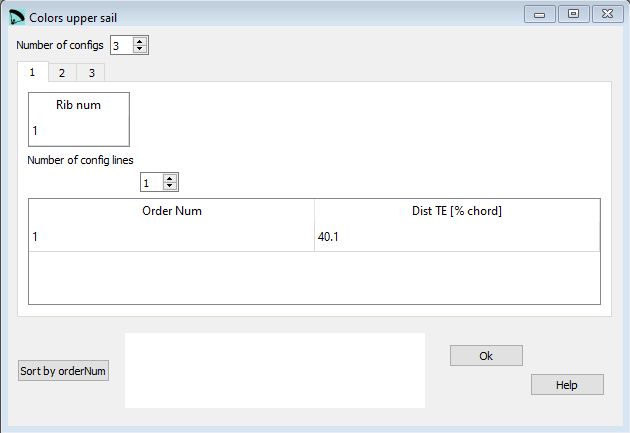 Colors upper sail
Number of configs 3
1 2 3
Rib num
1
Number of config lines
1
Order Num Dist TE [% chord]
1 40.1
Sort by orderNum
Ok
Help